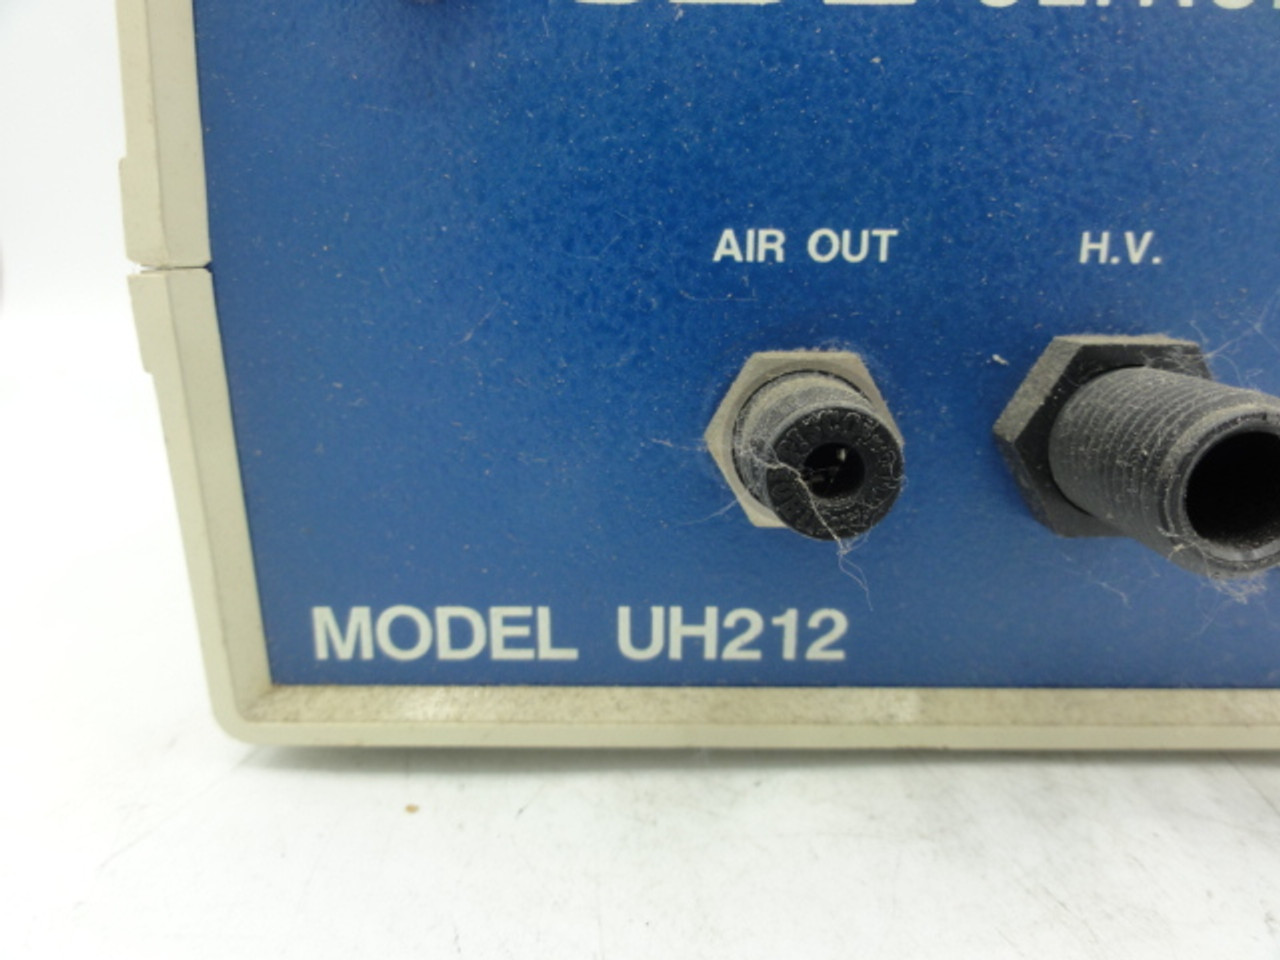 AIR OUT
H.V.
MODEL UH212